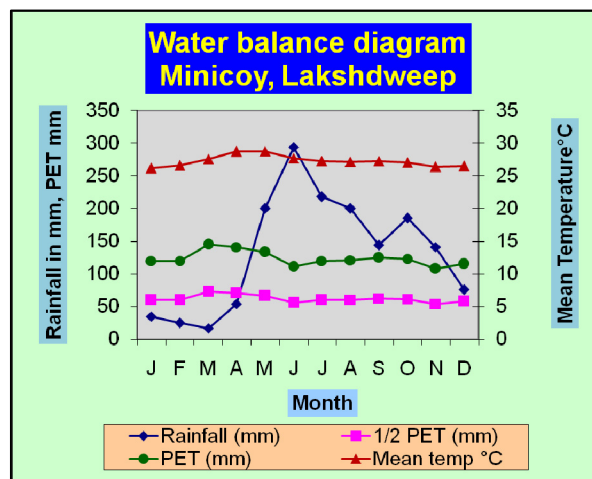 Water balance diagram
Minicoy, Lakshdweep
Rainfall in mm, PET mm
350
300
250
200
150
100
50
0
35
30
25
20
15
10
5
0
Mean Temperature°C
J F M A M J J A S O N D
Month
Rainfall (mm) 1/2 PET (mm)
PET (mm) Mean temp °C